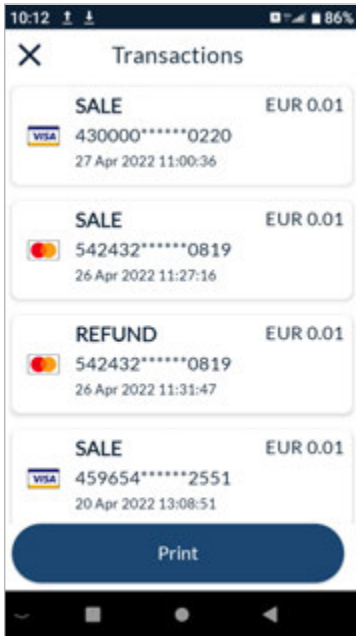 10:12 86%
Transactions
SALE EUR 0.01
VISA 430000******0220
27 Apr 2022 11:00:36
SALE EUR 0.01
542432******0819
26 Apr 2022 11:27:16
REFUND EUR 0.01
542432******0819
26 Apr 2022 11:31:47
SALE EUR 0.01
VISA 459654******2551
20 Apr 2022 13:08:51
Print